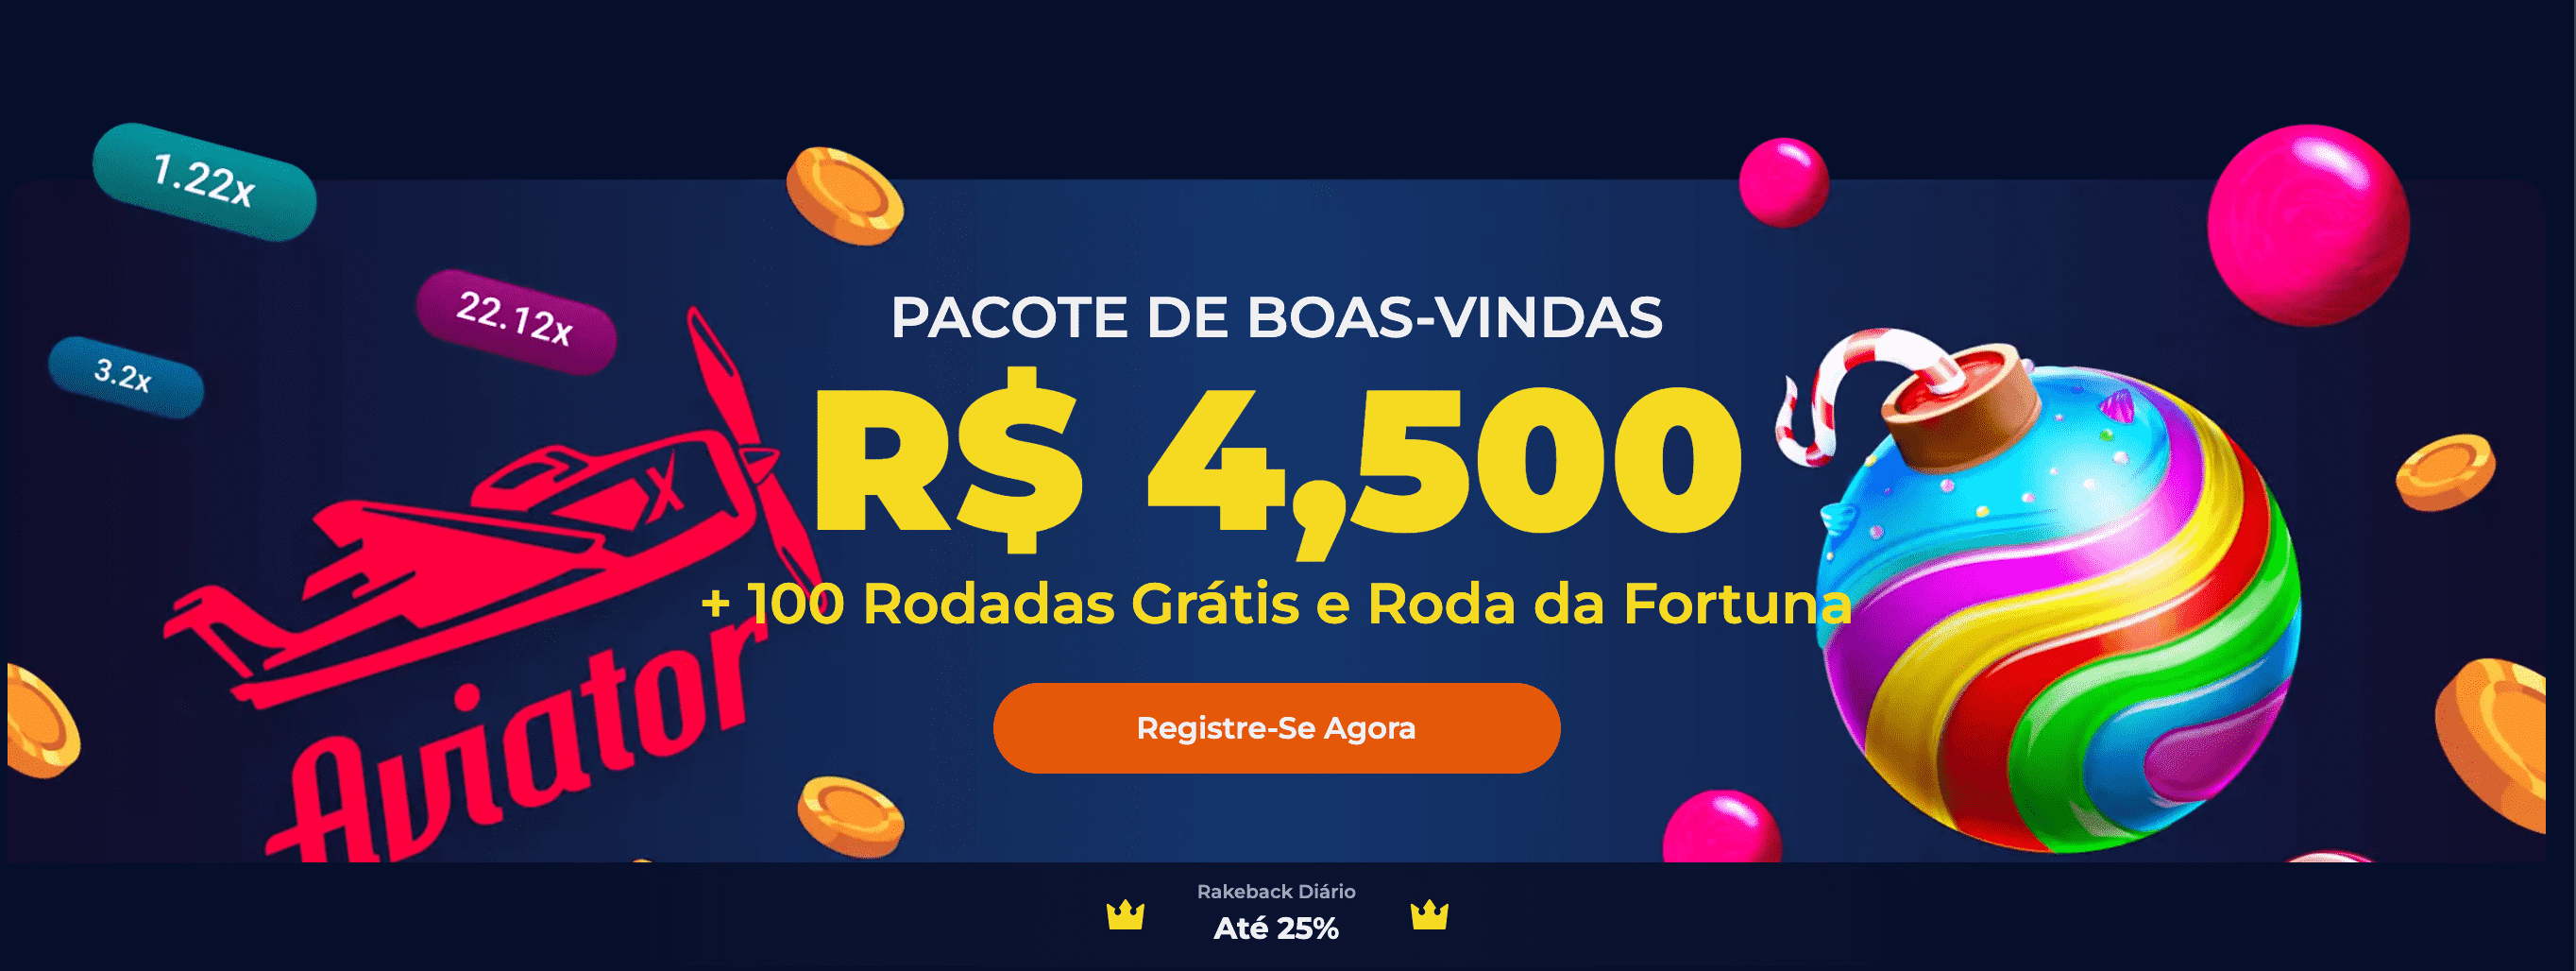 1.22x
22.12x
3.2x
Aviator
PACOTE DE BOAS-VINDAS
R$ 4,500
+ 100 Rodadas Grátis e Roda da Fortuna
Registre-Se Agora
Rakeback Diário
Até 25%